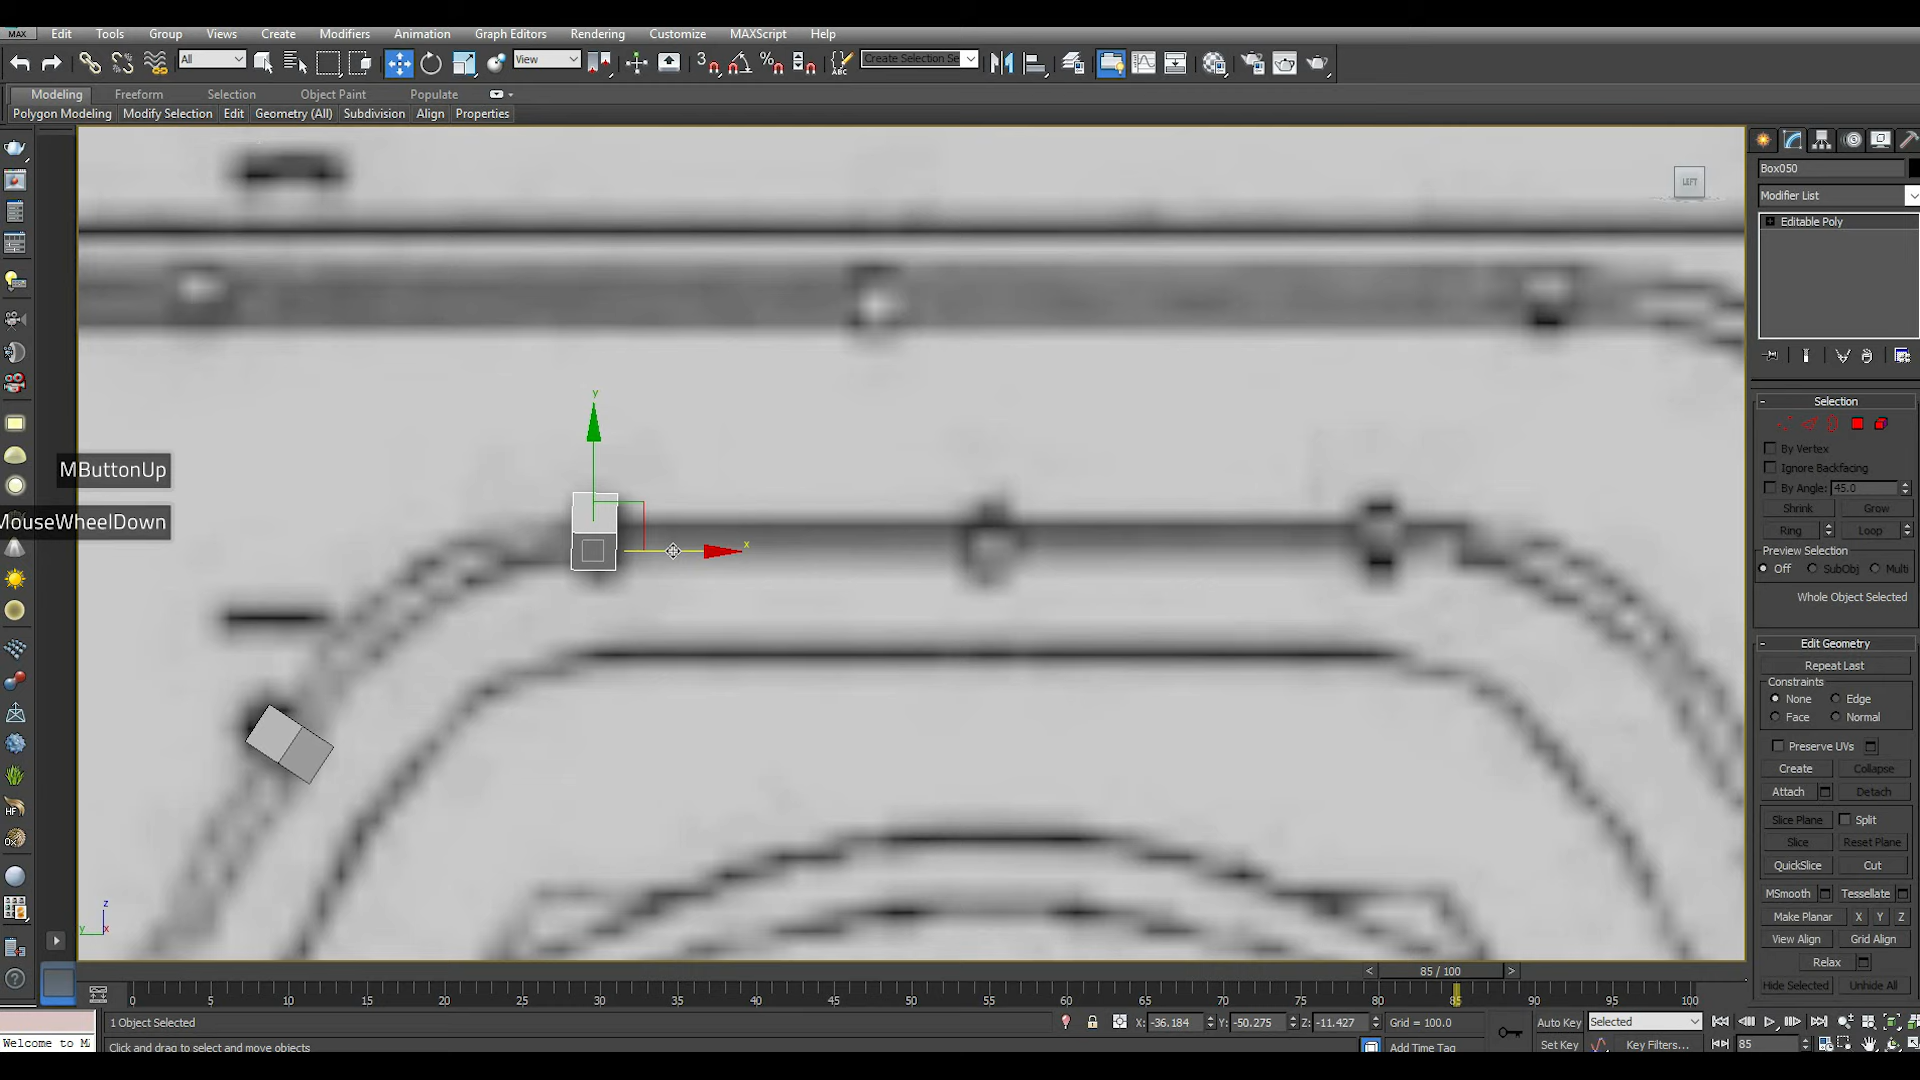 MAX Edit Tools Group Views Create Modifiers Animation Graph Editors Rendering Customize MAXScript Help
All View Create Selection Se
Modeling Freeform Selection Object Paint Populate
Polygon Modeling Modify Selection Edit Geometry (All) Subdivision Align Properties
LEFT
Box050
Modifier List
Editable Poly
y
x
MButtonUp
MouseWheelDown
Selection
By Vertex
Ignore Backfacing
By Angle: 45.0
Shrink Grow
Ring Loop
Preview Selection
Off SubObj Multi
Whole Object Selected
Edit Geometry
Repeat Last
Constraints
None Edge
Face Normal
Preserve UVs
Create Collapse
Attach Detach
Slice Plane Split
Slice Reset Plane
QuickSlice Cut
MSmooth Tessellate
Make Planar X Y Z
View Align Grid Align
Relax
Hide Selected Unhide All
z
y x
< 85 / 100 >
0 5 10 15 20 25 30 35 40 45 50 55 60 65 70 75 80 85 90 95 100
1 Object Selected X: -36.184 Y: -50.275 Z: -11.427 Grid = 100.0 Auto Key Selected
Welcome to Click and drag to select and move objects Add Time Tag Set Key Key Filters... 85